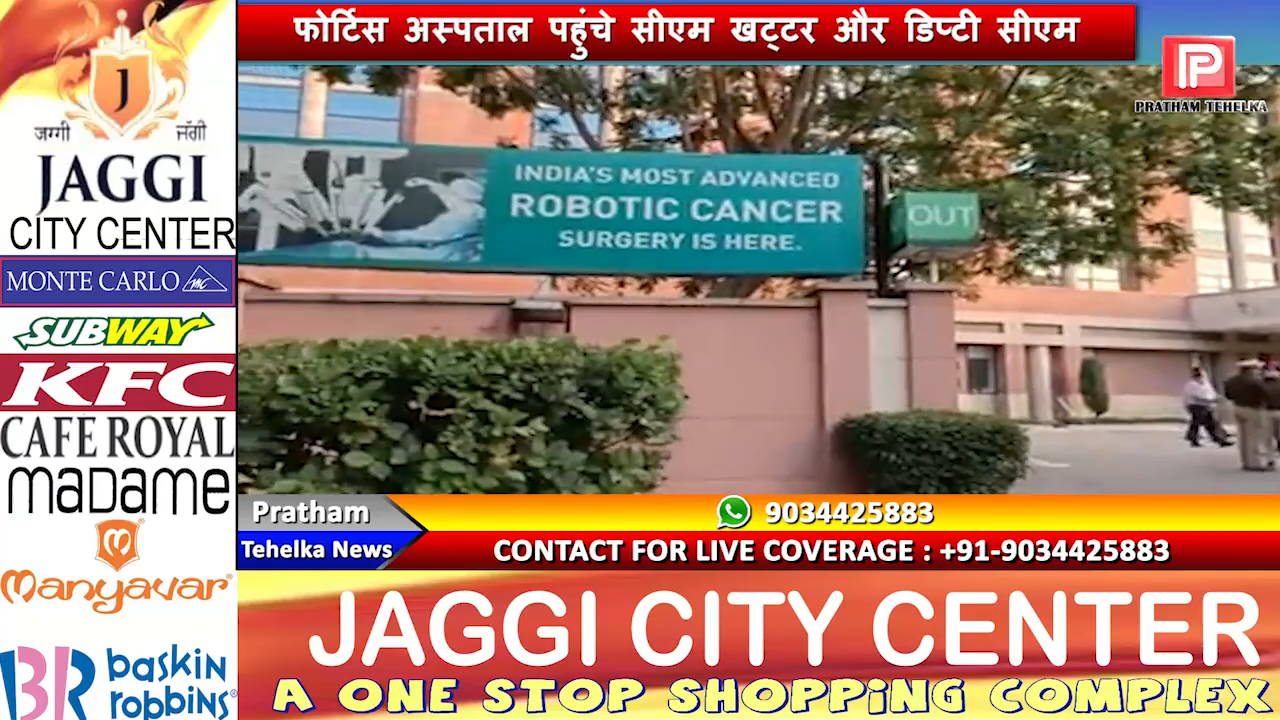 फोर्टिस अस्पताल पहुंचे सीएम खट्टर और डिप्टी सीएम
P
PRATHAM TEHELKA
J
जग्गी ਜੱਗੀ
JAGGI
CITY CENTER
MONTE CARLO MC
SUBWAY
KFC
CAFE ROYAL
maDame
M
Manyavar
BR baskin
robbins
INDIA'S MOST ADVANCED
ROBOTIC CANCER
SURGERY IS HERE.
OUT
Pratham
Tehelka News
9034425883
CONTACT FOR LIVE COVERAGE : +91-9034425883
JAGGI CITY CENTER
A ONE STOP SHOPPiNG COMPLEX